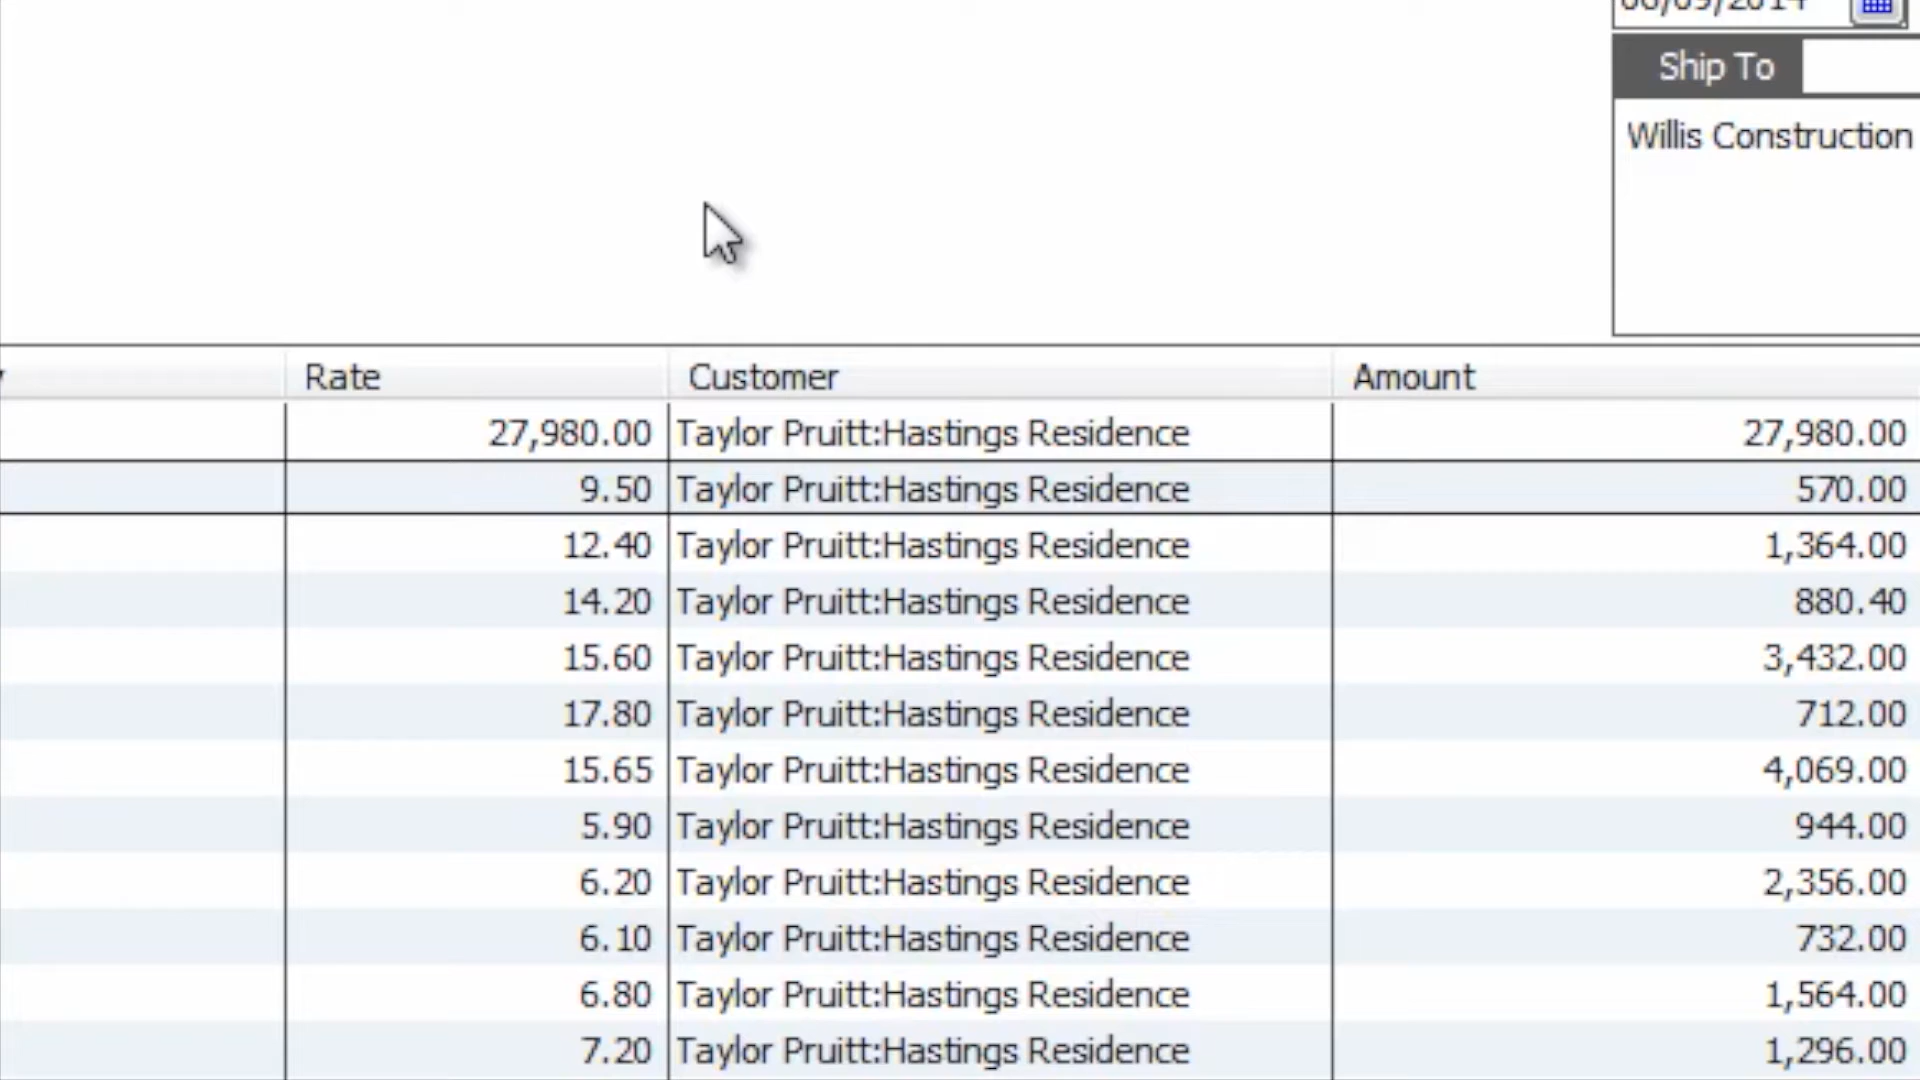 Ship To
Willis Construction
Rate Customer Amount
27,980.00 Taylor Pruitt:Hastings Residence 27,980.00
9.50 Taylor Pruitt:Hastings Residence 570.00
12.40 Taylor Pruitt:Hastings Residence 1,364.00
14.20 Taylor Pruitt:Hastings Residence 880.40
15.60 Taylor Pruitt:Hastings Residence 3,432.00
17.80 Taylor Pruitt:Hastings Residence 712.00
15.65 Taylor Pruitt:Hastings Residence 4,069.00
5.90 Taylor Pruitt:Hastings Residence 944.00
6.20 Taylor Pruitt:Hastings Residence 2,356.00
6.10 Taylor Pruitt:Hastings Residence 732.00
6.80 Taylor Pruitt:Hastings Residence 1,564.00
7.20 Taylor Pruitt:Hastings Residence 1,296.00